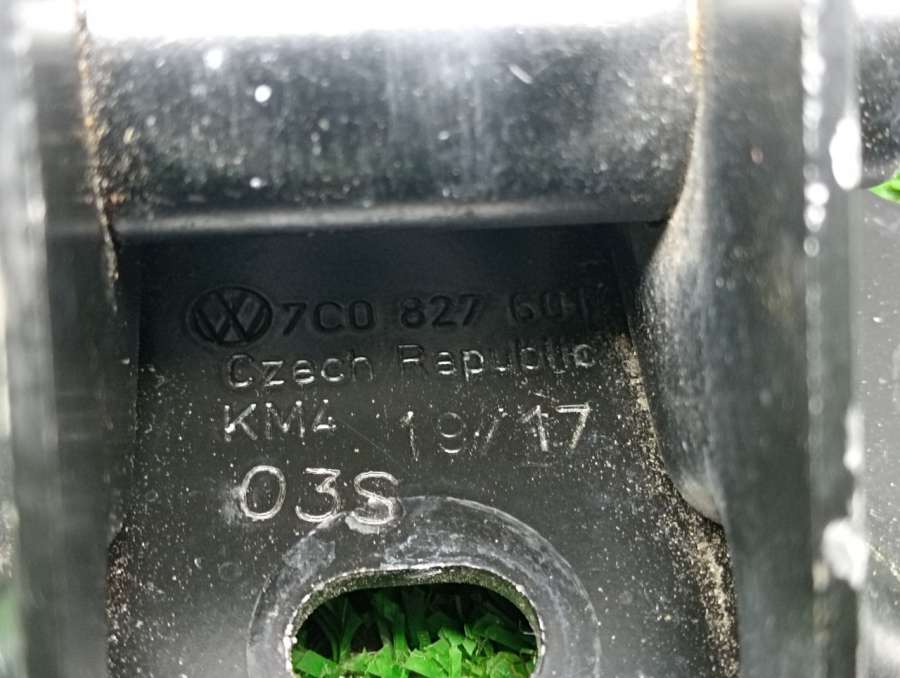 7C0 827 601
Czech Republic
KM4 19/17
03S